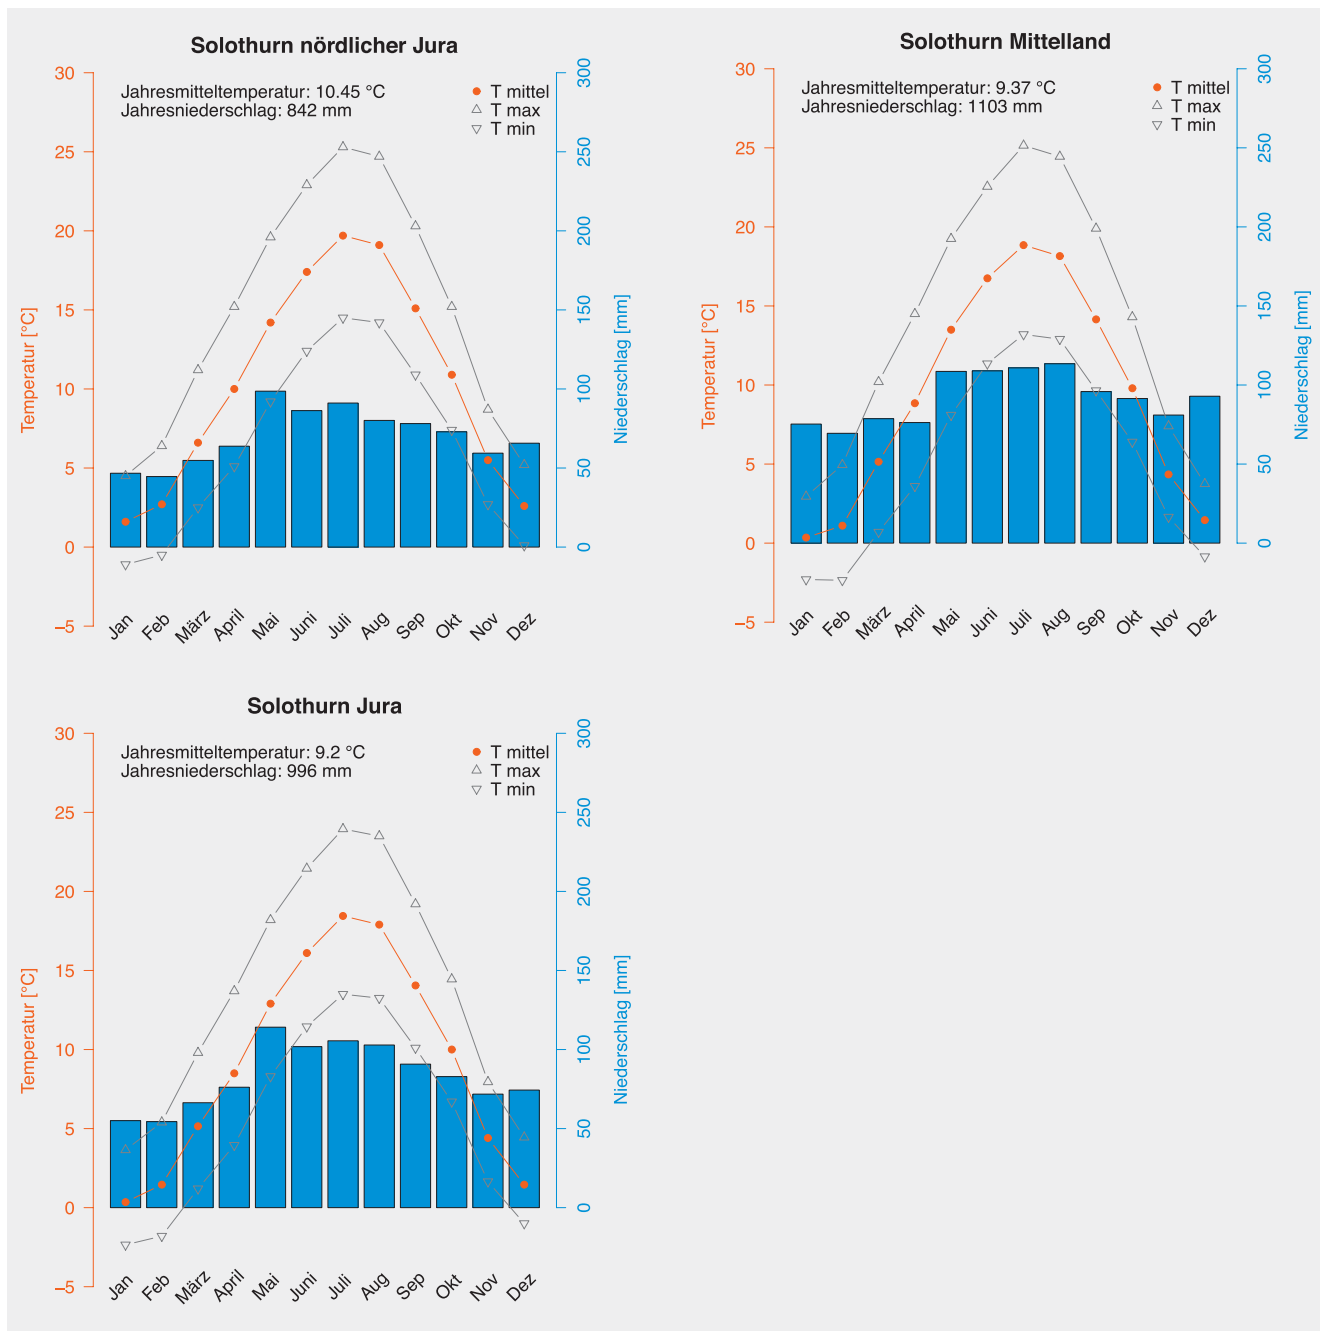 Solothurn nördlicher Jura
Jahresmitteltemperatur: 10.45 °C
Jahresniederschlag: 842 mm
T mittel
T max
T min
30
25
20
15
10
5
0
–5
Temperatur [°C]
300
250
200
150
100
50
0
Niederschlag [mm]
Jan Feb März April Mai Juni Juli Aug Sep Okt Nov Dez
Solothurn Mittelland
Jahresmitteltemperatur: 9.37 °C
Jahresniederschlag: 1103 mm
T mittel
T max
T min
30
25
20
15
10
5
0
–5
Temperatur [°C]
300
250
200
150
100
50
0
Niederschlag [mm]
Jan Feb März April Mai Juni Juli Aug Sep Okt Nov Dez
Solothurn Jura
Jahresmitteltemperatur: 9.2 °C
Jahresniederschlag: 996 mm
T mittel
T max
T min
30
25
20
15
10
5
0
–5
Temperatur [°C]
300
250
200
150
100
50
0
Niederschlag [mm]
Jan Feb März April Mai Juni Juli Aug Sep Okt Nov Dez